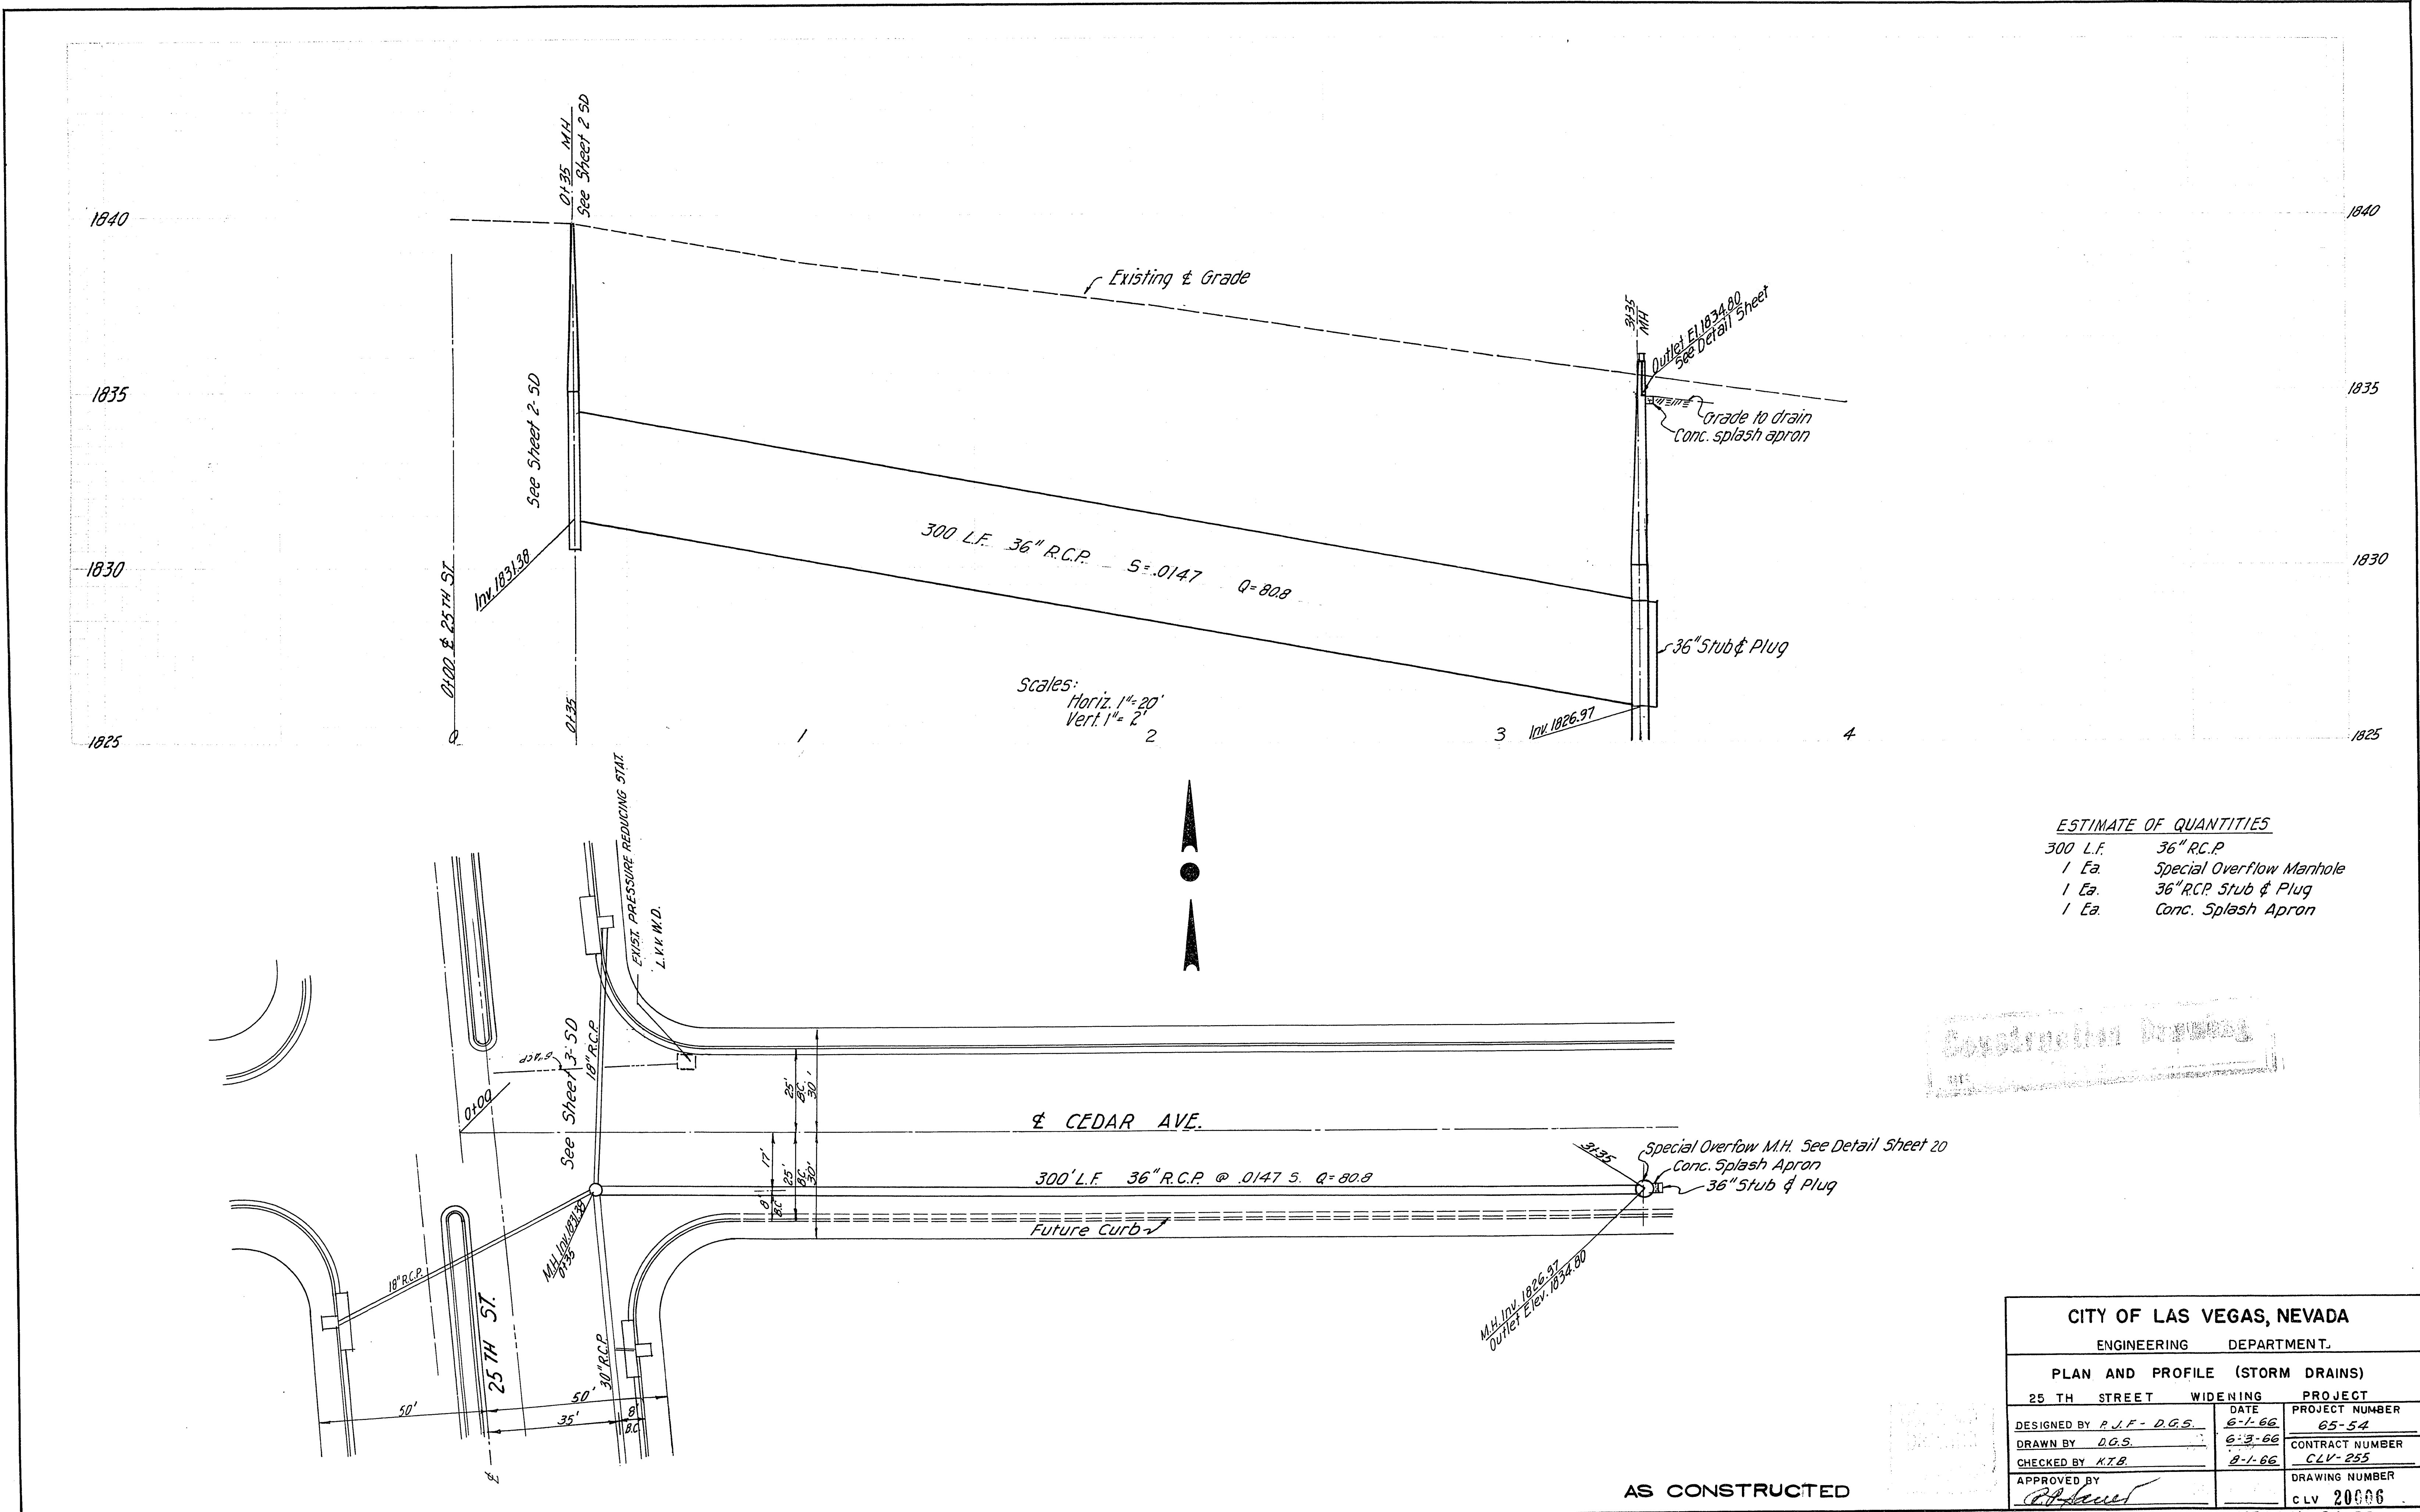 0+35 MH
See Sheet 2 SD
1840
1840
Existing ℄ Grade
3+35
MH
Outlet El. 1834.80
See Detail Sheet
1835
1835
See Sheet 2-SD
Grade to drain
Conc. splash apron
1830
1830
Inv. 1831.38
0+00 ℄ 25TH ST.
300 L.F. 36" R.C.P. S=.0147 Q=80.8
36" Stub & Plug
Scales:
Horiz. 1"=20'
Vert. 1"= 2'
0+35
Inv. 1826.97
1825
0
1
2
3
4
1825
EXIST. PRESSURE REDUCING STAT.
L.V.V.W.D.
ESTIMATE OF QUANTITIES
300 L.F. 36" R.C.P.
1 Ea. Special Overflow Manhole
1 Ea. 36" R.C.P. Stub & Plug
1 Ea. Conc. Splash Apron
Construction Drawing
See Sheet 3-SD
18" R.C.P.
0+00
25'
B.C.
30'
℄ CEDAR AVE.
17'
25'
B.C.
30'
8'
B.C.
300' L.F. 36" R.C.P. @ .0147 S. Q=80.8
3+35
Special Overfow M.H. See Detail Sheet 20
Conc. Splash Apron
36" Stub & Plug
Future Curb
M.H. Inv. 1831.38
0+35
M.H. Inv. 1826.97
Outlet Elev. 1834.80
18" R.C.P.
25 TH ST.
30" R.C.P.
50'
50'
35'
8'
B.C.
℄
AS CONSTRUCTED
CITY OF LAS VEGAS, NEVADA
ENGINEERING DEPARTMENT.
PLAN AND PROFILE (STORM DRAINS)
25 TH STREET WIDENING PROJECT
DESIGNED BY P.J.F - D.G.S.
DATE
6-1-66
PROJECT NUMBER
65-54
DRAWN BY D.G.S.
6-3-66
CONTRACT NUMBER
CLV-255
CHECKED BY K.T.B.
8-1-66
APPROVED BY
DRAWING NUMBER
CLV 20006